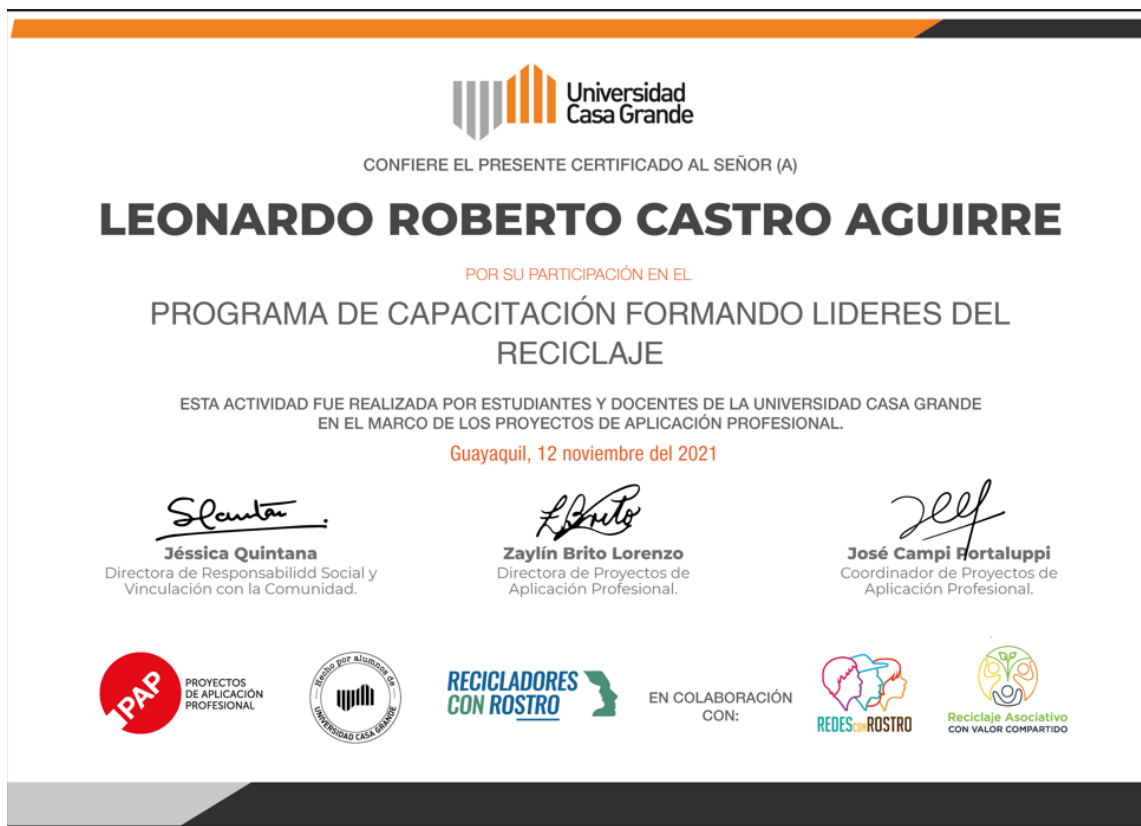 Universidad
Casa Grande
CONFIERE EL PRESENTE CERTIFICADO AL SEÑOR (A)
LEONARDO ROBERTO CASTRO AGUIRRE
POR SU PARTICIPACIÓN EN EL
PROGRAMA DE CAPACITACIÓN FORMANDO LIDERES DEL
RECICLAJE
ESTA ACTIVIDAD FUE REALIZADA POR ESTUDIANTES Y DOCENTES DE LA UNIVERSIDAD CASA GRANDE
EN EL MARCO DE LOS PROYECTOS DE APLICACIÓN PROFESIONAL.
Guayaquil, 12 noviembre del 2021
Jéssica Quintana
Directora de Responsabilidd Social y
Vinculación con la Comunidad.
Z Brito
Zaylín Brito Lorenzo
Directora de Proyectos de
Aplicación Profesional.
José Campi Portaluppi
Coordinador de Proyectos de
Aplicación Profesional.
¡PAP
PROYECTOS
DE APLICACIÓN
PROFESIONAL
Hecho por alumnos de
UNIVERSIDAD CASA GRANDE
RECICLADORES
CON ROSTRO
EN COLABORACIÓN
CON:
REDES CON ROSTRO
Reciclaje Asociativo
CON VALOR COMPARTIDO